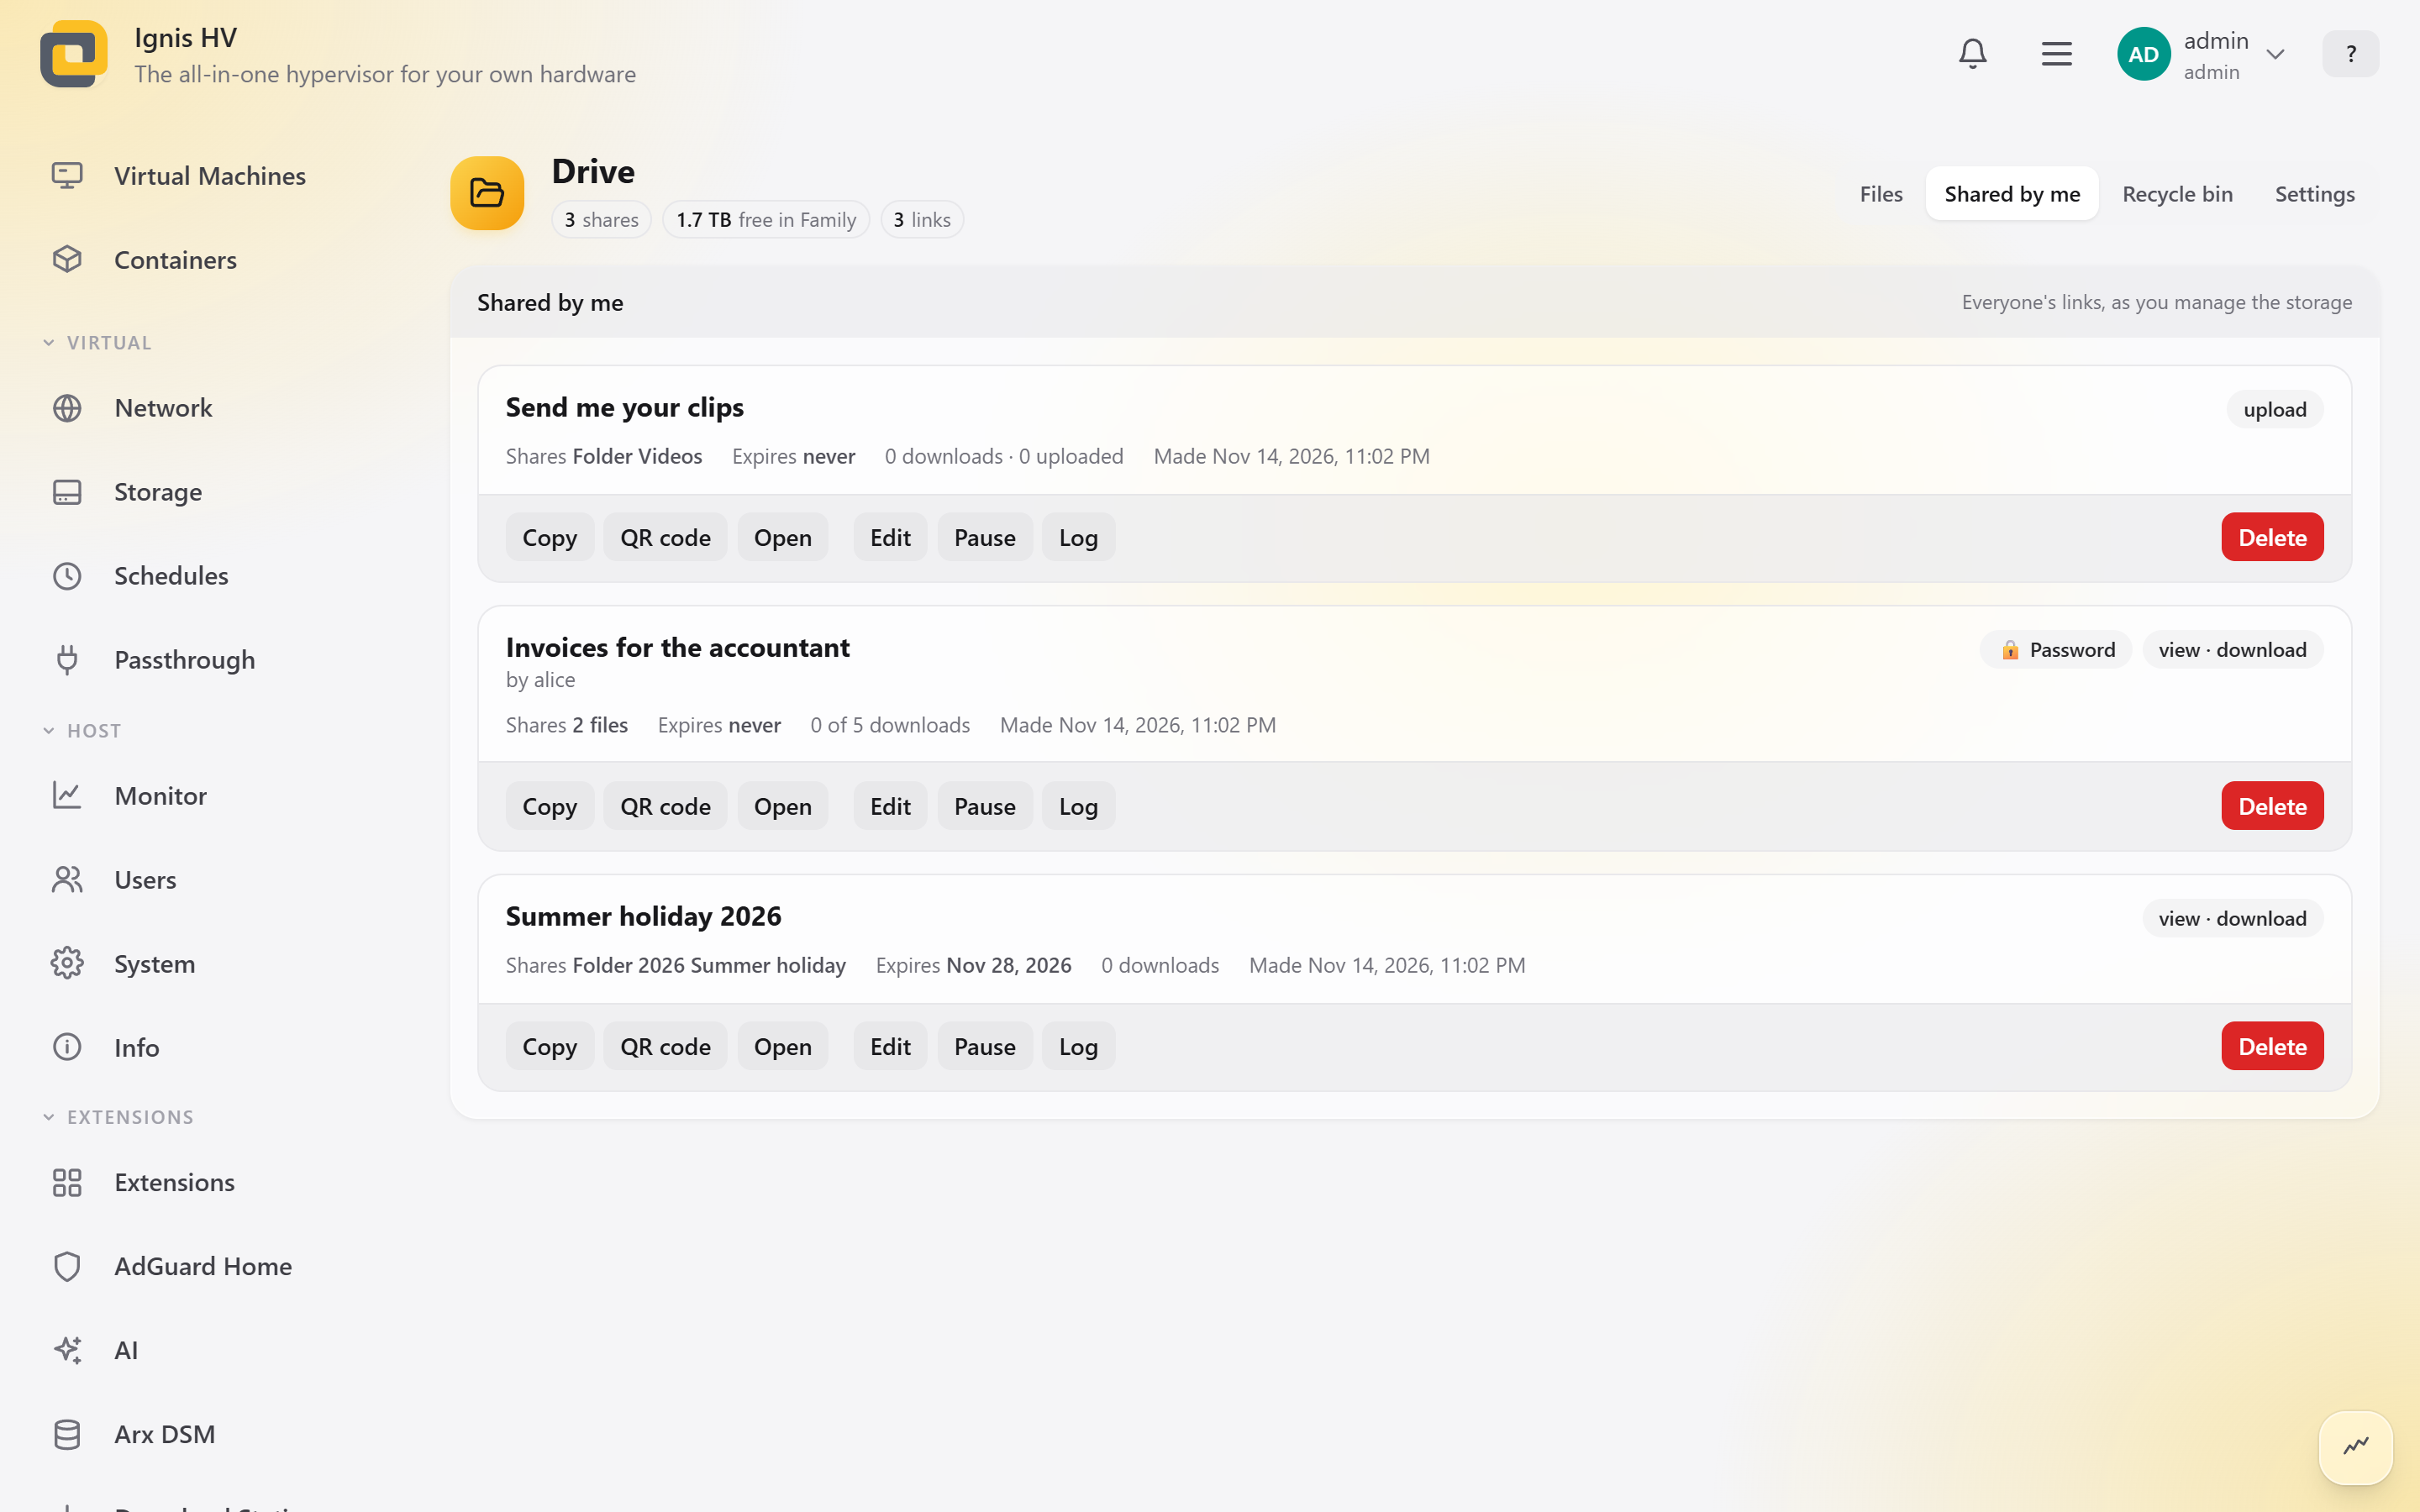 Ignis HV
The all-in-one hypervisor for your own hardware
AD
admin
admin
?
Virtual Machines
Containers
VIRTUAL
Network
Storage
Schedules
Passthrough
HOST
Monitor
Users
System
Info
EXTENSIONS
Extensions
AdGuard Home
AI
Arx DSM
Drive
3 shares
1.7 TB free in Family
3 links
Files
Shared by me
Recycle bin
Settings
Shared by me
Everyone's links, as you manage the storage
Send me your clips
upload
Shares Folder Videos Expires never 0 downloads · 0 uploaded Made Nov 14, 2026, 11:02 PM
Copy QR code Open Edit Pause Log Delete
Invoices for the accountant
Password view · download
by alice
Shares 2 files Expires never 0 of 5 downloads Made Nov 14, 2026, 11:02 PM
Copy QR code Open Edit Pause Log Delete
Summer holiday 2026
view · download
Shares Folder 2026 Summer holiday Expires Nov 28, 2026 0 downloads Made Nov 14, 2026, 11:02 PM
Copy QR code Open Edit Pause Log Delete